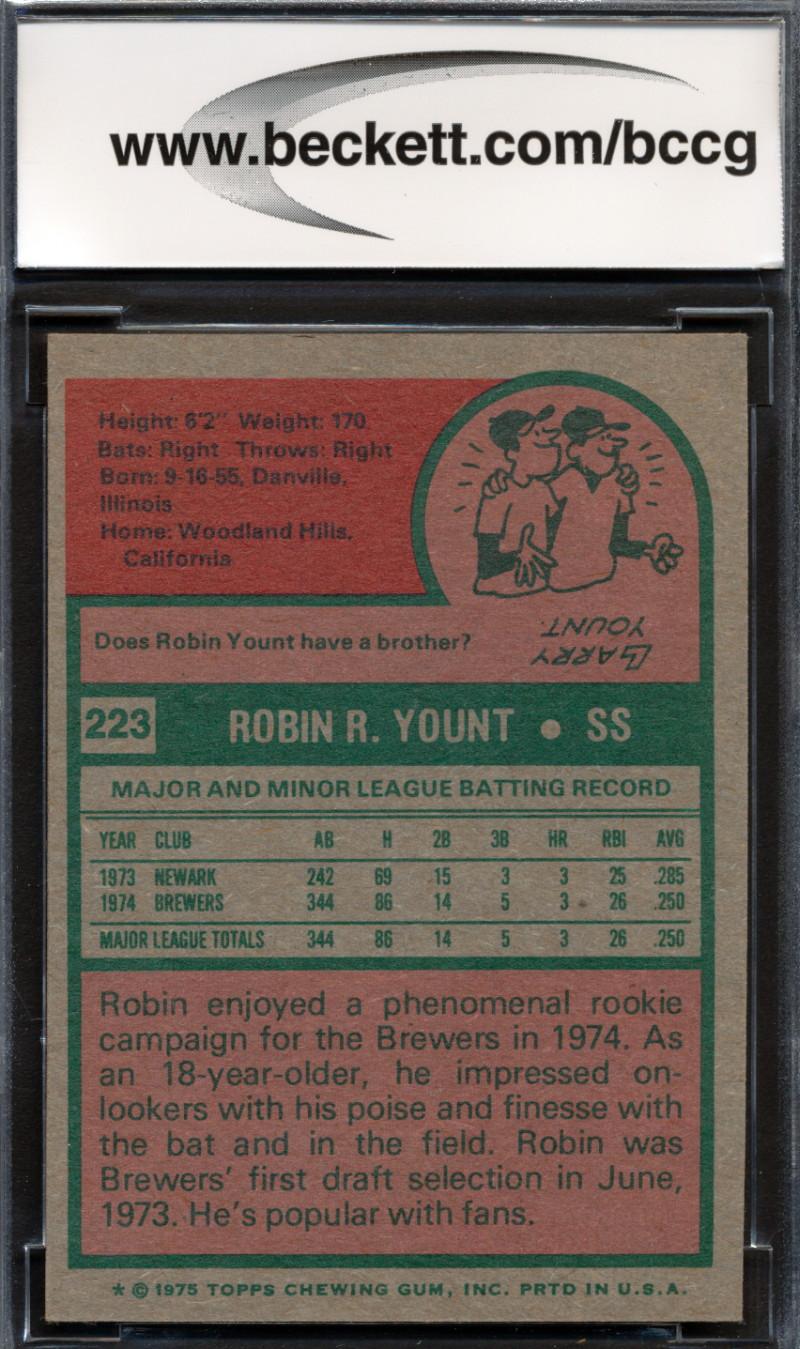 www.beckett.com/bccg
Height: 6'2" Weight: 170
Bats: Right Throws: Right
Born: 9-16-55, Danville,
Illinois
Home: Woodland Hills,
California
Does Robin Yount have a brother?
LARRY
YOUNT.
223 ROBIN R. YOUNT • SS
MAJOR AND MINOR LEAGUE BATTING RECORD
YEAR CLUB AB H 2B 3B HR RBI AVG
1973 NEWARK 242 69 15 3 3 25 .285
1974 BREWERS 344 86 14 5 3 26 .250
MAJOR LEAGUE TOTALS 344 86 14 5 3 26 .250
Robin enjoyed a phenomenal rookie
campaign for the Brewers in 1974. As
an 18-year-older, he impressed on-
lookers with his poise and finesse with
the bat and in the field. Robin was
Brewers' first draft selection in June,
1973. He's popular with fans.
* © 1975 TOPPS CHEWING GUM, INC. PRTD IN U.S.A.